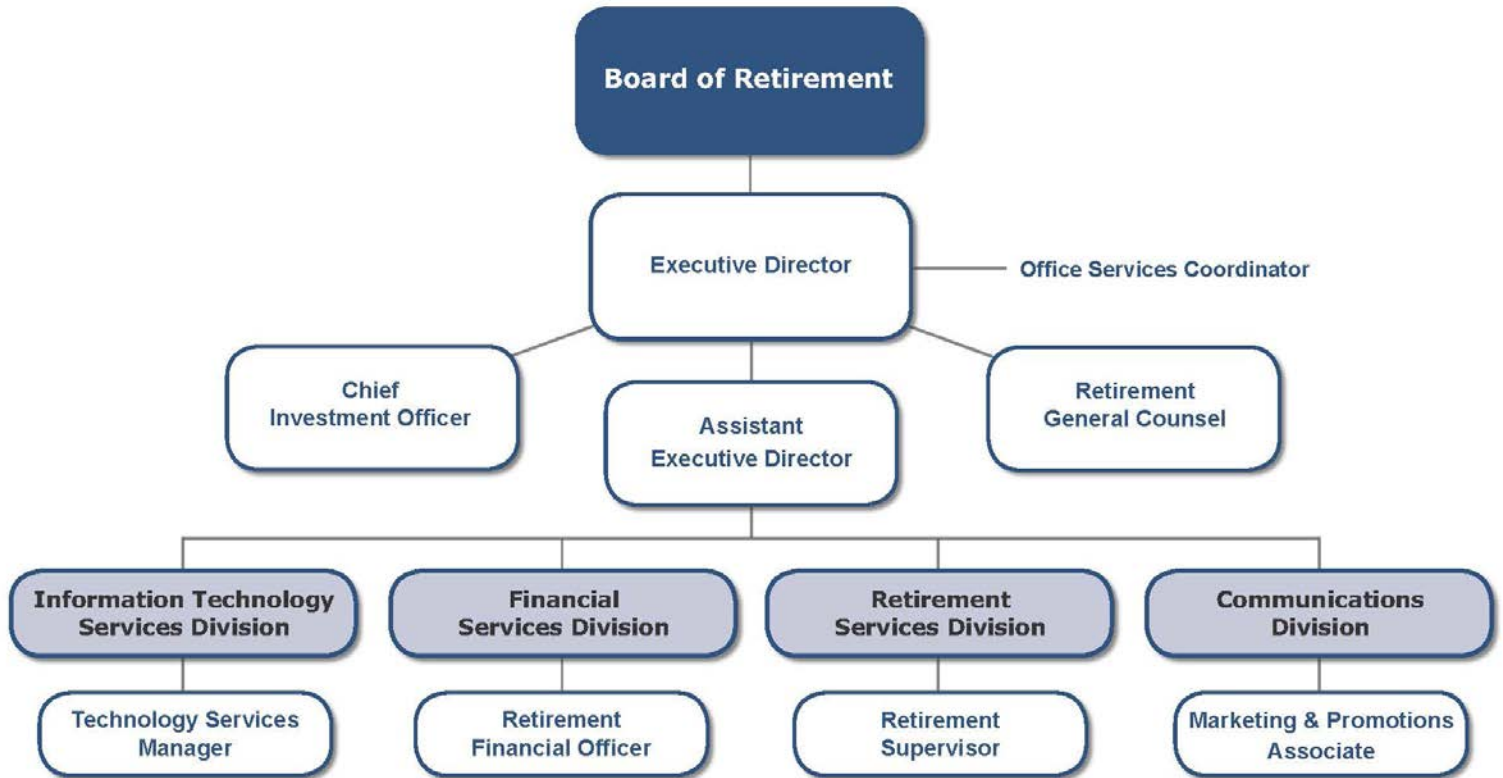 Board of Retirement
Executive Director
Office Services Coordinator
Chief
Investment Officer
Assistant
Executive Director
Retirement
General Counsel
Information Technology
Services Division
Financial
Services Division
Retirement
Services Division
Communications
Division
Technology Services
Manager
Retirement
Financial Officer
Retirement
Supervisor
Marketing & Promotions
Associate